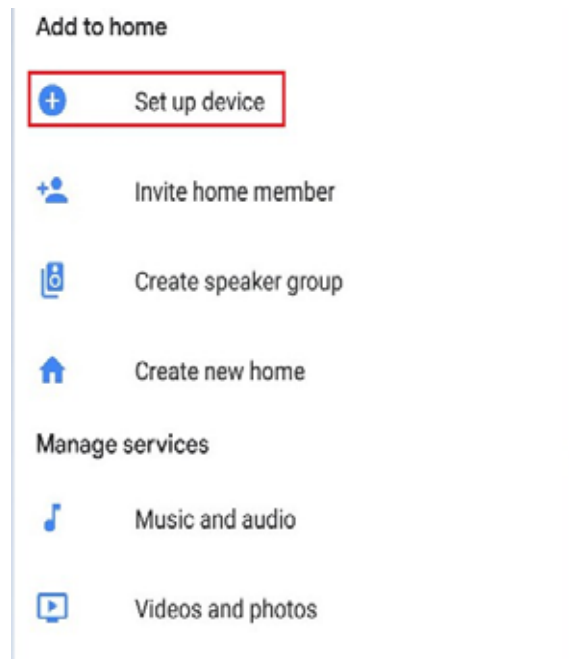 Add to home
Set up device
Invite home member
Create speaker group
Create new home
Manage services
Music and audio
Videos and photos